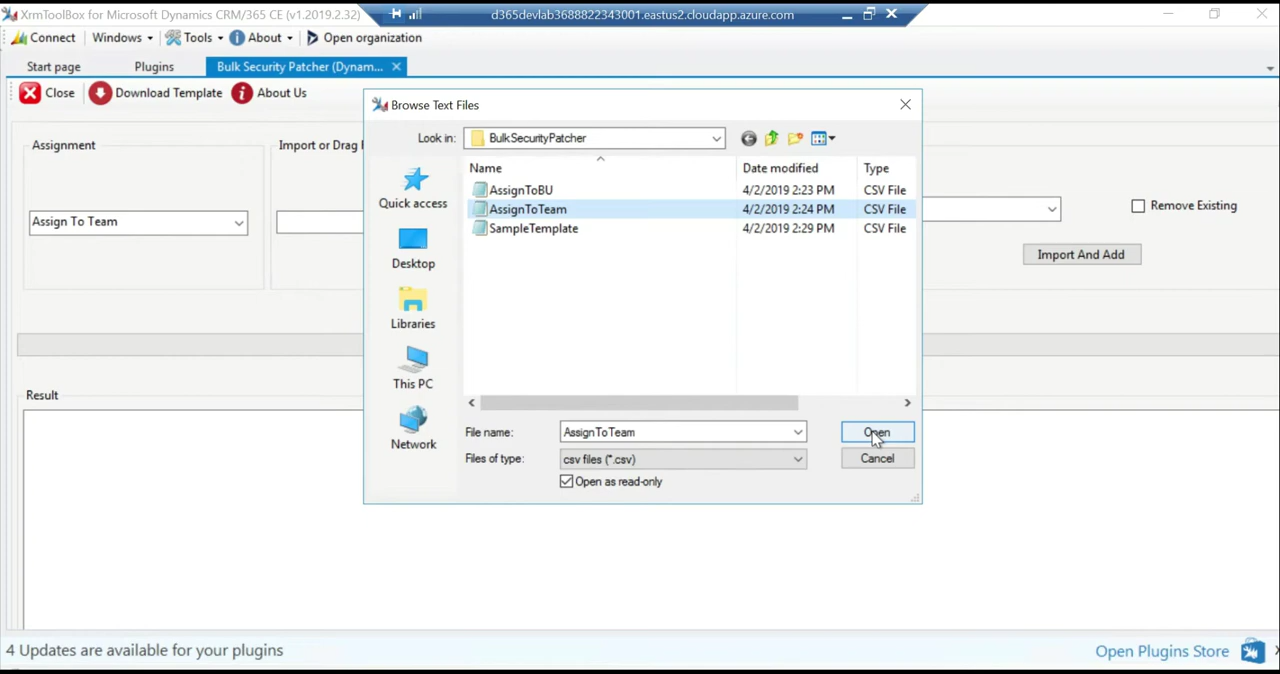 XrmToolBox for Microsoft Dynamics CRM/365 CE (v1.2019.2.32)
d365devlab3688822343001.eastus2.cloudapp.azure.com
Connect Windows Tools About Open organization
Start page Plugins Bulk Security Patcher (Dynam...
Close Download Template About Us
Browse Text Files
Look in: BulkSecurityPatcher
Assignment
Import or Drag
Name Date modified Type
Quick access
AssignToBU 4/2/2019 2:23 PM CSV File
AssignToTeam 4/2/2019 2:24 PM CSV File
SampleTemplate 4/2/2019 2:29 PM CSV File
Assign To Team
Remove Existing
Import And Add
Desktop
Libraries
This PC
Network
Result
File name: AssignToTeam Open
Files of type: csv files (*.csv) Cancel
Open as read-only
4 Updates are available for your plugins
Open Plugins Store